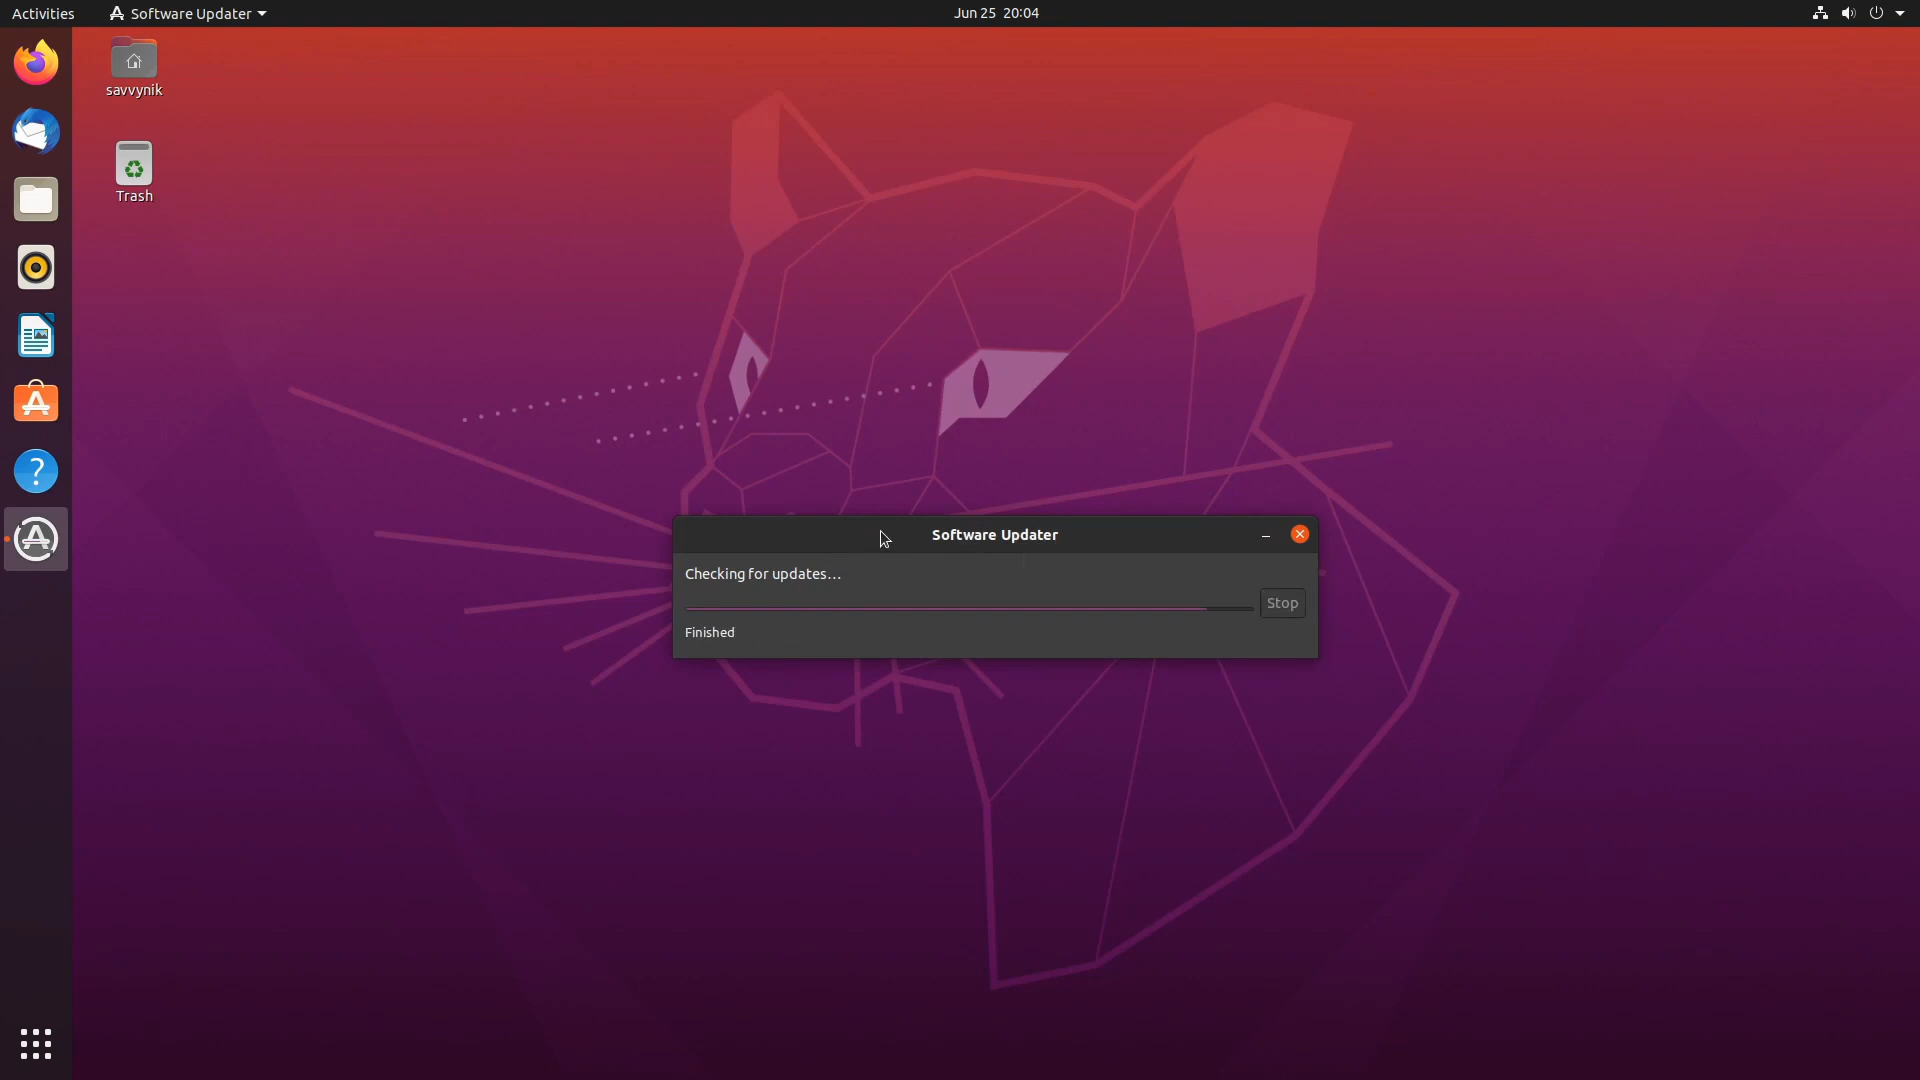 Activities
Software Updater
Jun 25 20:04
savvynik
Trash
Software Updater
Checking for updates...
Stop
Finished